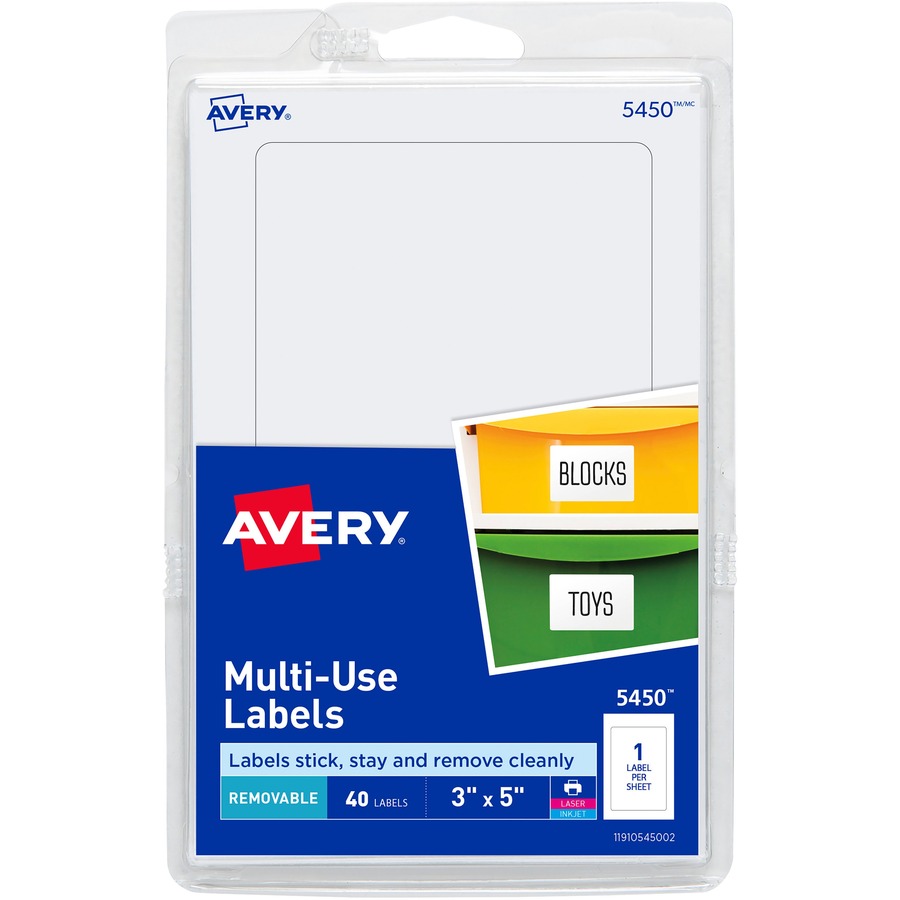 AVERY®
5450™/MC
BLOCKS
AVERY®
TOYS
Multi-Use
Labels
5450™
Labels stick, stay and remove cleanly
1
LABEL
PER
SHEET
REMOVABLE
40 LABELS
3" x 5"
LASER
INKJET
11910545002